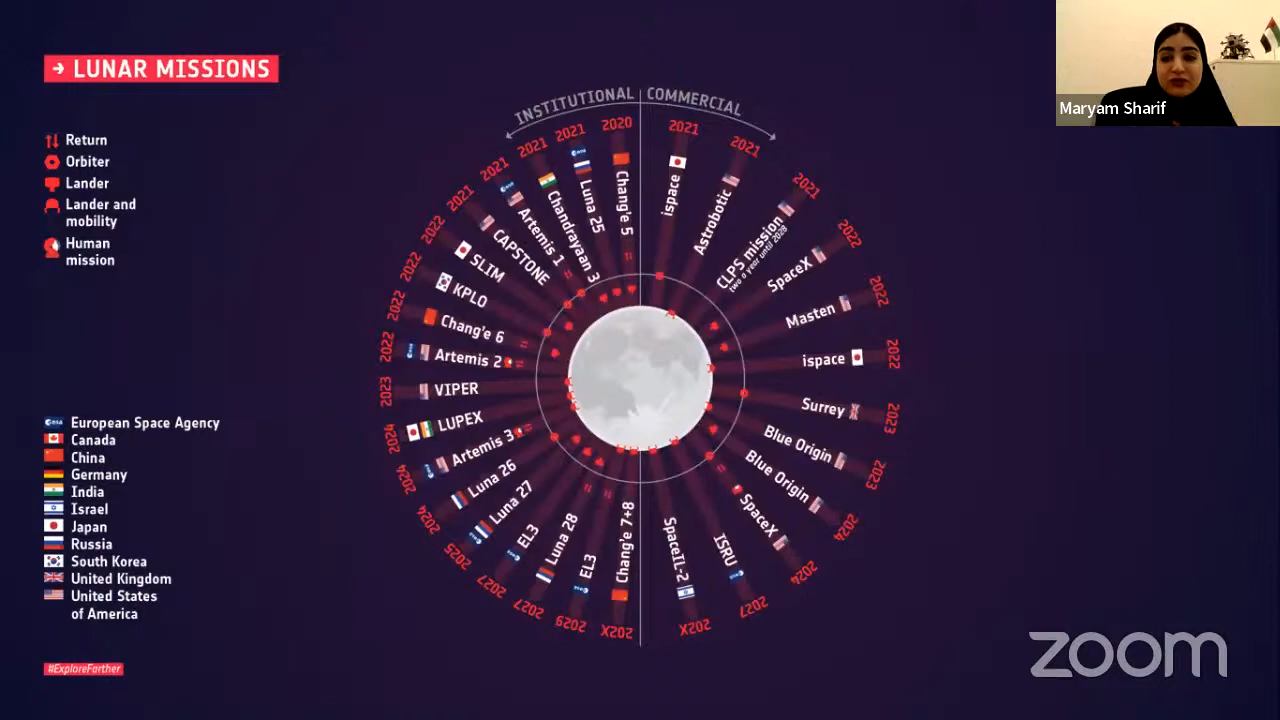 → LUNAR MISSIONS
Return
Orbiter
Lander
Lander and
mobility
Human
mission
European Space Agency
Canada
China
Germany
India
Israel
Japan
Russia
South Korea
United Kingdom
United States
of America
#ExploreFarther
INSTITUTIONAL
COMMERCIAL
2020
Chang'e 5
2021
Luna 25
2021
Chandrayaan 3
2021
Artemis 1
2021
CAPSTONE
2022
SLIM
2022
KPLO
2022
Chang'e 6
2022
Artemis 2
2023
VIPER
2024
LUPEX
2024
Artemis 3
2024
Luna 26
2025
Luna 27
2027
EL3
2027
Luna 28
2029
EL3
202X
Chang'e 7+8
2021
ispace
2021
Astrobotic
2021
CLPS mission
two a year until 2028
2022
SpaceX
2022
Masten
2022
ispace
2023
Surrey
2023
Blue Origin
2024
Blue Origin
2024
SpaceX
2027
ISRU
202X
SpaceIL-2
Maryam Sharif
zoom